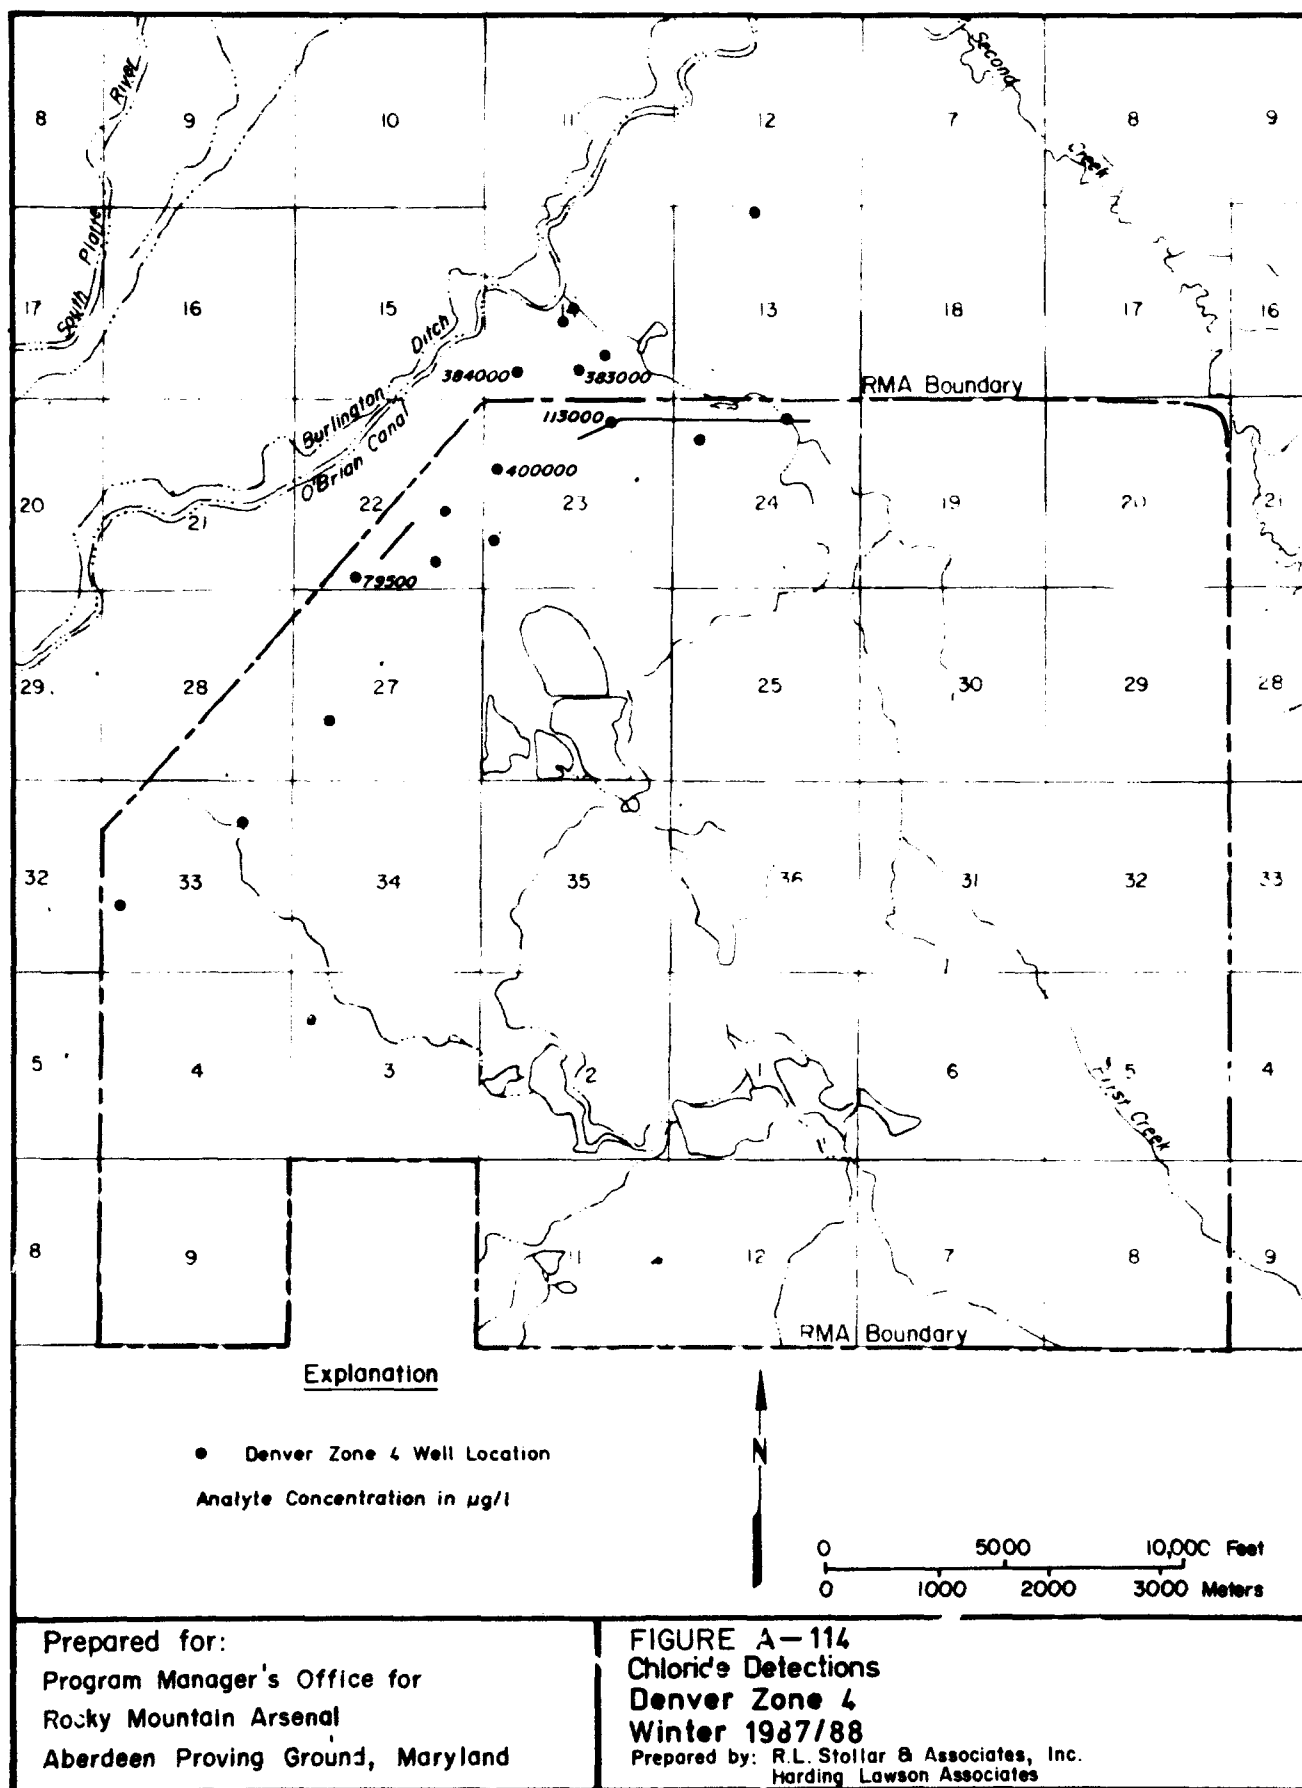 Second
River
8 9 10 11 12 7 8 9
Creek
South Platte
17 16 15 13 18 17 16
Ditch
384000 383000
RMA Boundary
Burlington
113000
O'Brian Canal
400000
20 21 22 23 24 19 20 21
79500
29 28 27 25 30 29 28
32 33 34 35 36 31 32 33
5 4 3 2 1 6 5 4
First Creek
8 9 11 12 7 8 9
RMA Boundary
Explanation
Denver Zone 4 Well Location
N
Analyte Concentration in µg/l
0 5000 10,000 Feet
0 1000 2000 3000 Meters
Prepared for:
Program Manager's Office for
Rocky Mountain Arsenal
Aberdeen Proving Ground, Maryland
FIGURE A-114
Chloride Detections
Denver Zone 4
Winter 1987/88
Prepared by: R.L. Stollar & Associates, Inc.
Harding Lawson Associates